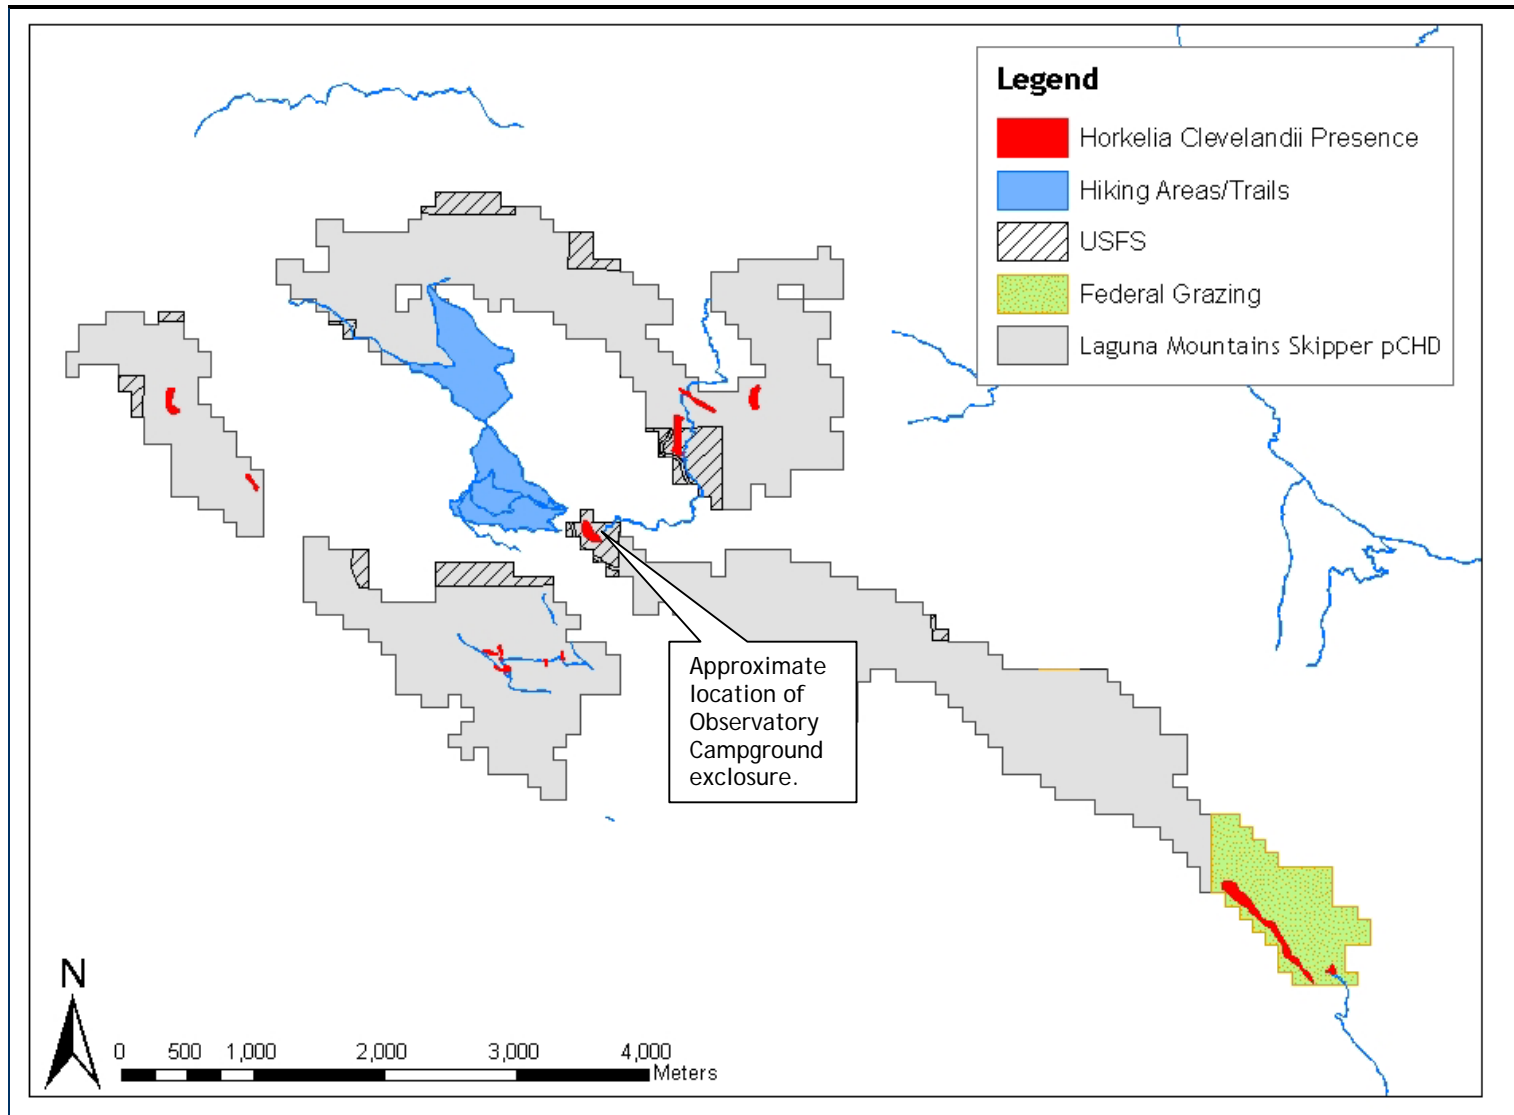 Legend
Horkelia Clevelandii Presence
Hiking Areas/Trails
USFS
Federal Grazing
Laguna Mountains Skipper pCHD
Approximate
location of
Observatory
Campground
exclosure.
N
0 500 1,000 2,000 3,000 4,000
Meters